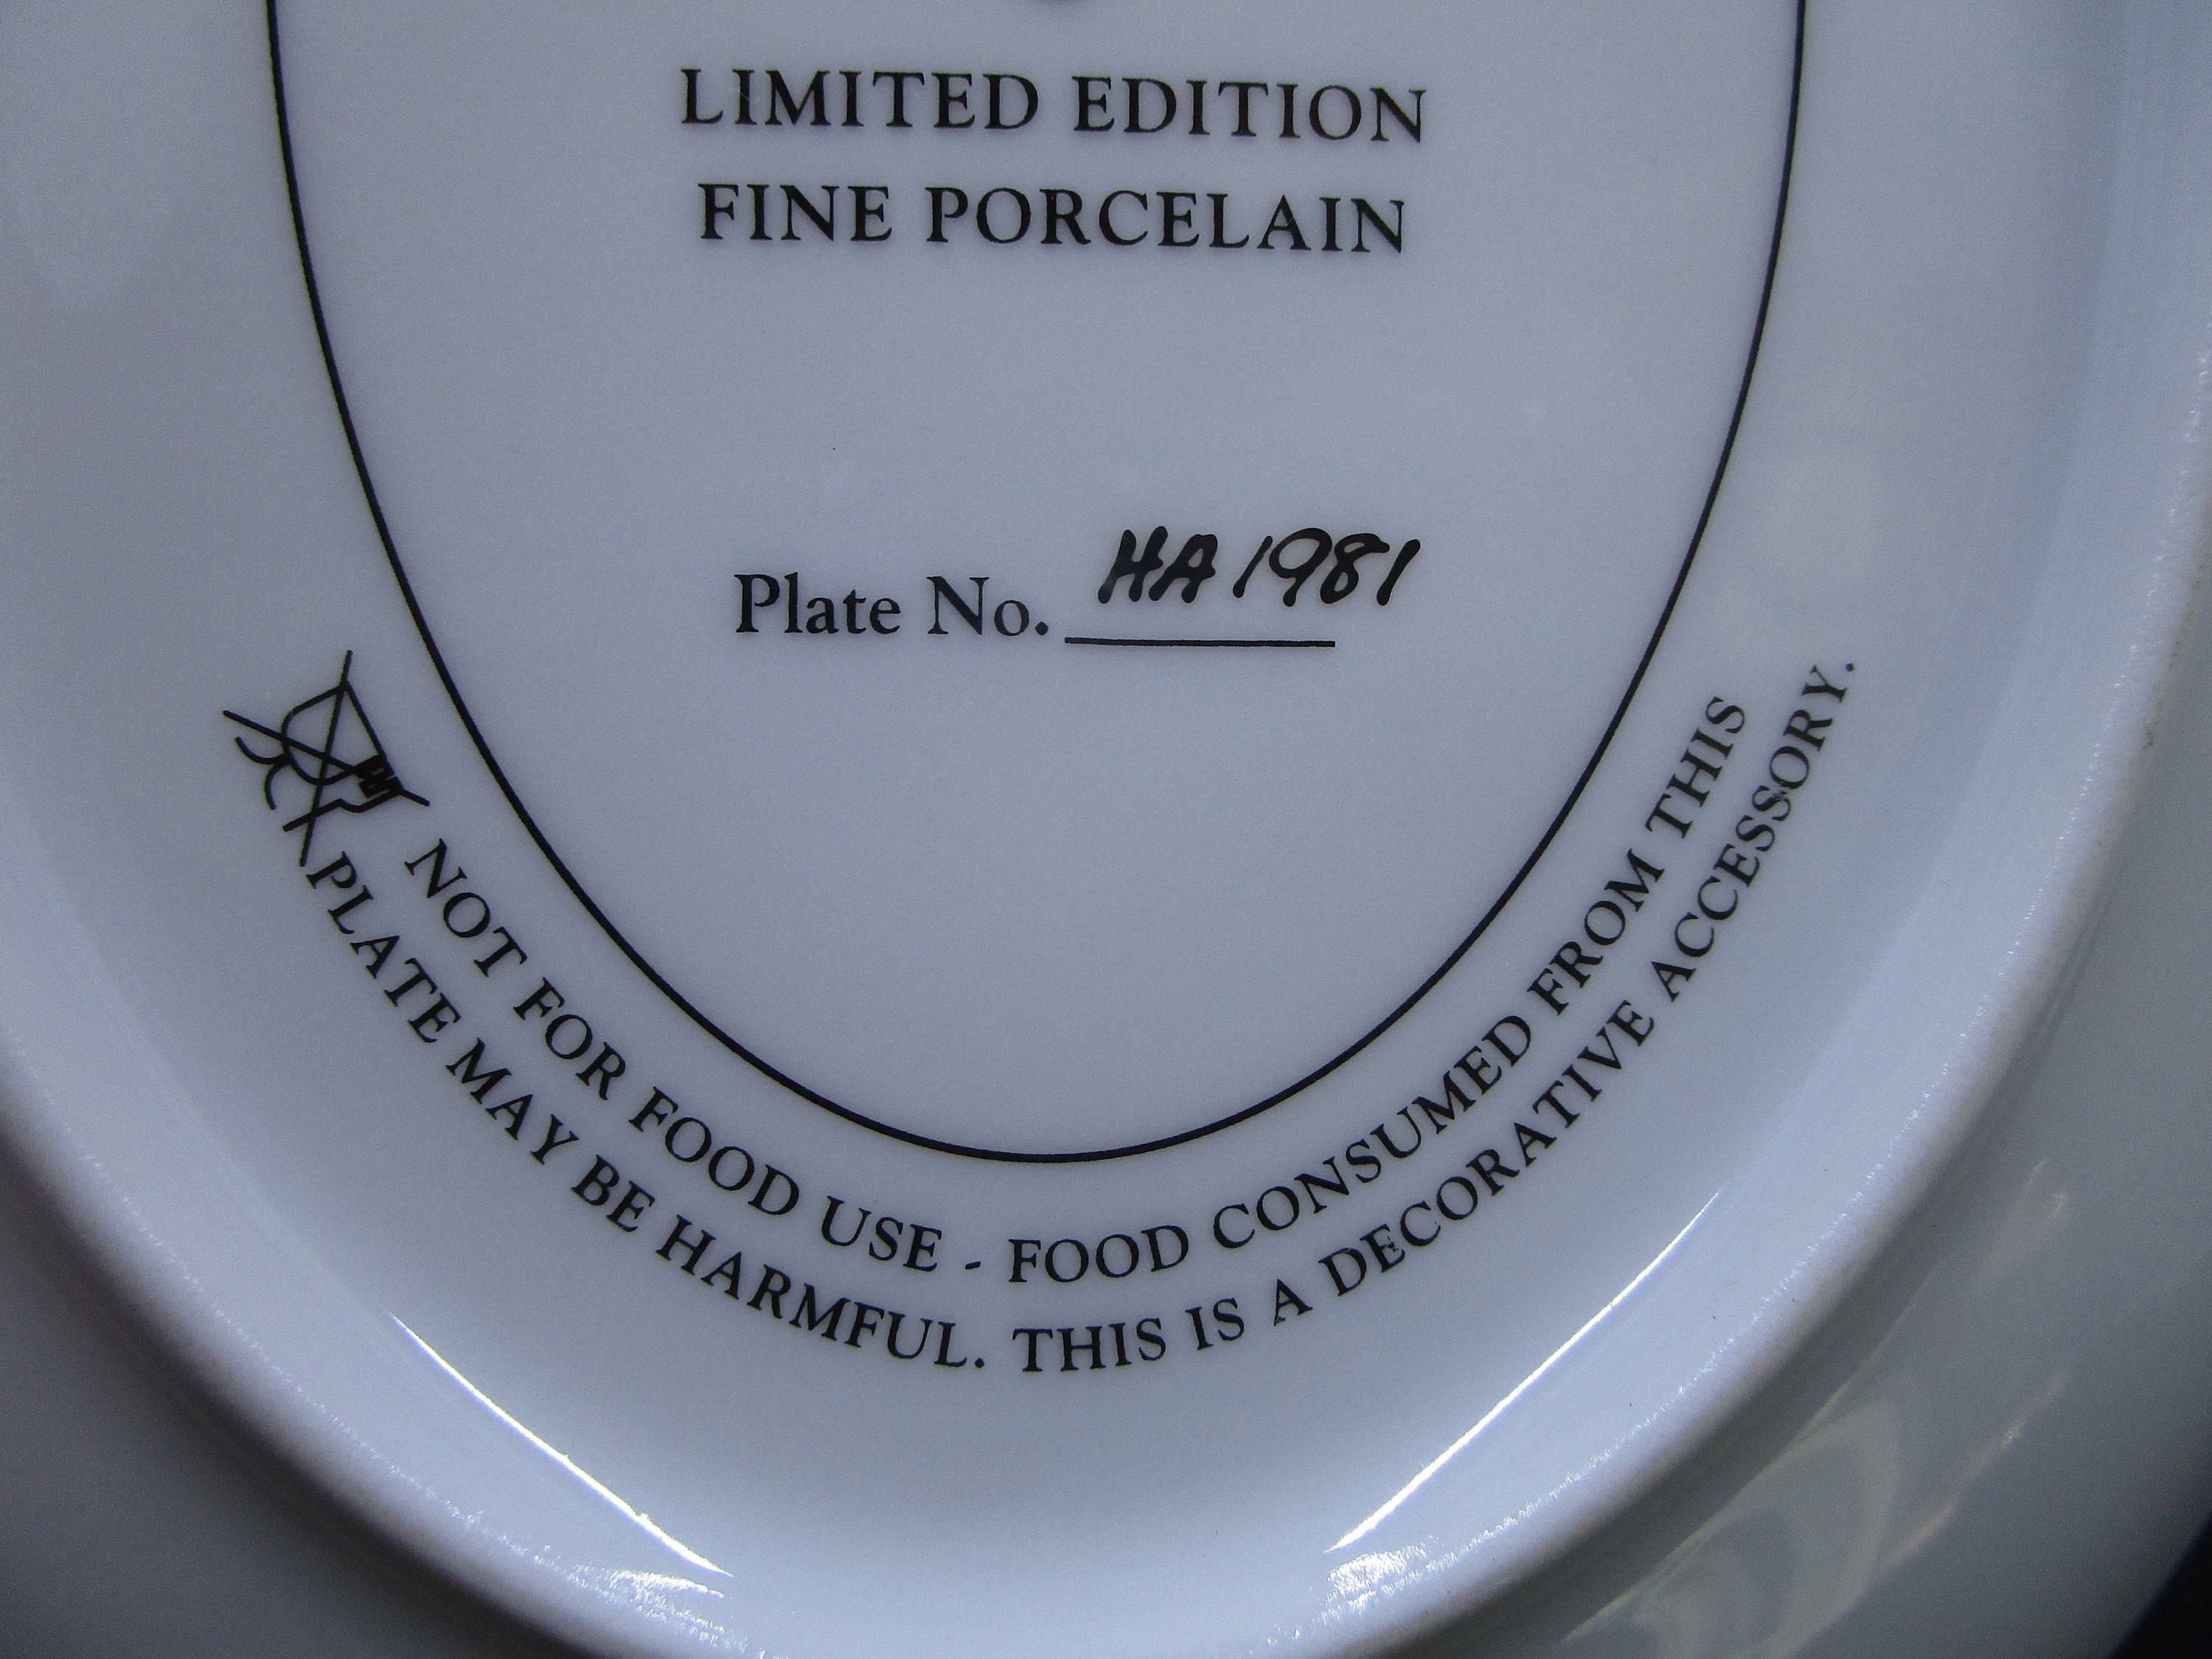 LIMITED EDITION
FINE PORCELAIN
Plate No. HA1981
NOT FOR FOOD USE - FOOD CONSUMED FROM THIS
PLATE MAY BE HARMFUL. THIS IS A DECORATIVE ACCESSORY.